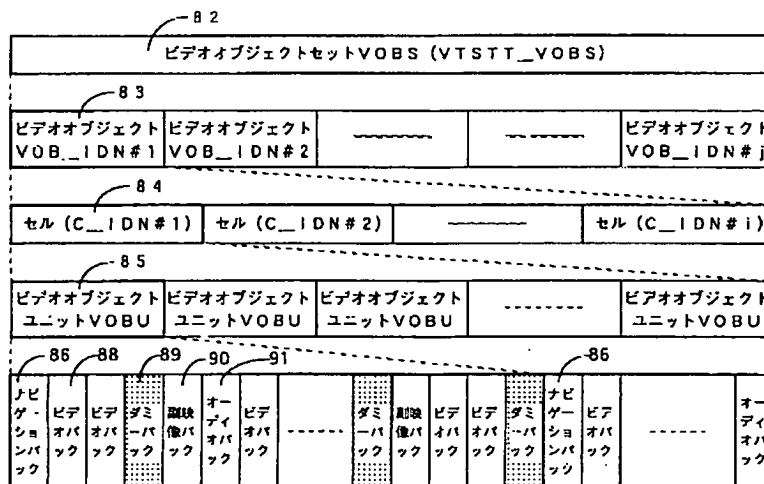 82
ビデオオブジェクトセットVOBS (VTSTT__VOBS)
83
ビデオオブジェクト ビデオオブジェクト ビデオオブジェクト
VOB__IDN#1 VOB__IDN#2 VOB__IDN#j
84
セル (C__IDN#1) セル (C__IDN#2) セル (C__IDN#i)
85
ビデオオブジェクト ビデオオブジェクト ビデオオブジェクト ビデオオブジェクト
ユニットVOBU ユニットVOBU ユニットVOBU ユニットVOBU
86 88 89 90 91 86
ナビゲーションパック
ビデオパック
ビデオパック
ダミーパック
副映像パック
オーディオパック
ビデオパック
ダミーパック
副映像パック
ビデオパック
ビデオパック
ダミーパック
ナビゲーションパック
ビデオパック
オーディオパック